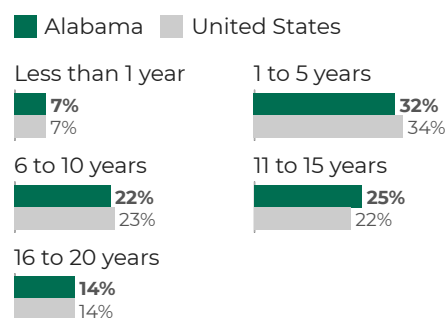 Alabama United States
Less than 1 year
7%
7%
1 to 5 years
32%
34%
6 to 10 years
22%
23%
11 to 15 years
25%
22%
16 to 20 years
14%
14%